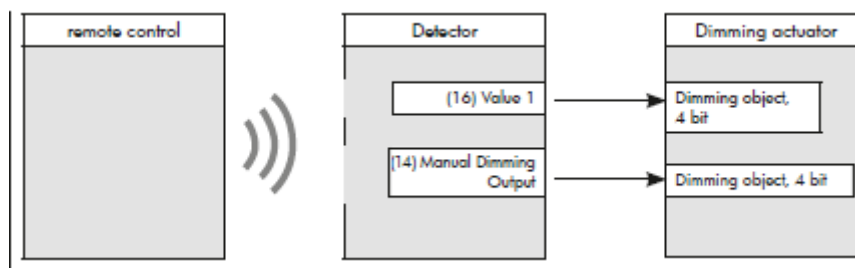 remote control
Detector
Dimming actuator
(16) Value 1
Dimming object,
4 bit
(14) Manual Dimming
Output
Dimming object, 4 bit